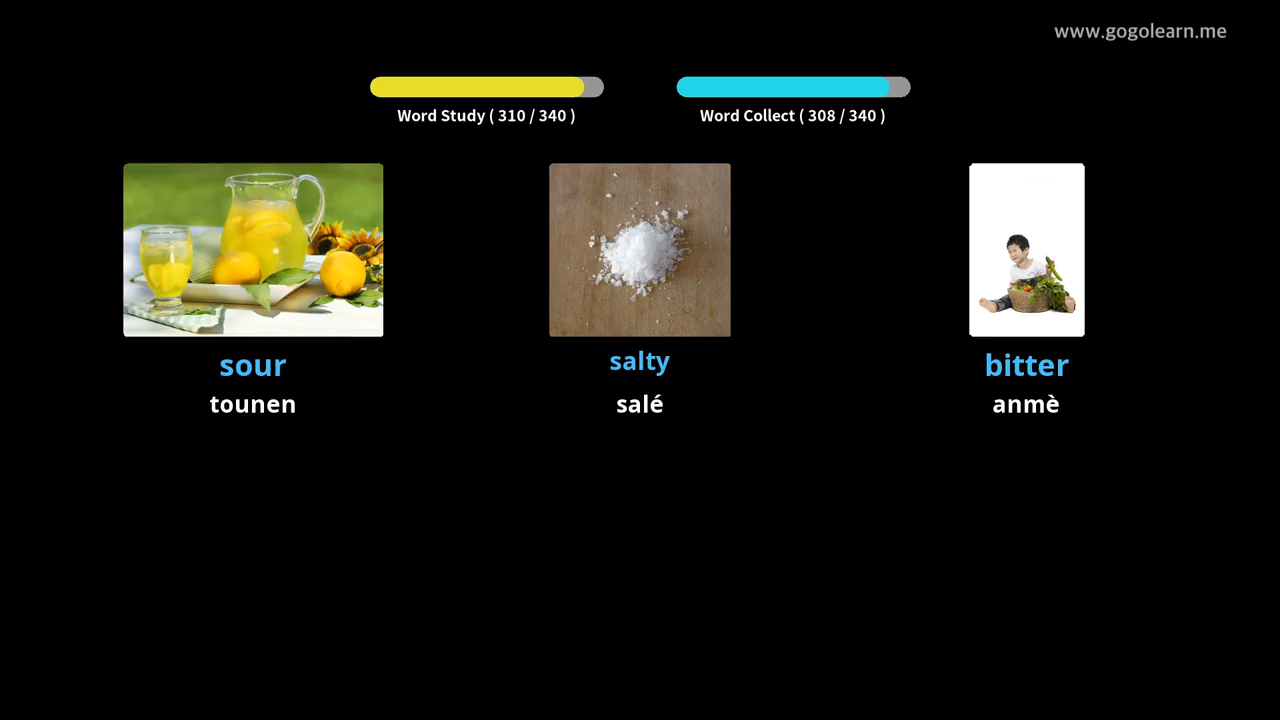 www.gogolearn.me
Word Study ( 310 / 340 )
Word Collect ( 308 / 340 )
sour
salty
bitter
tounen
salé
anmè